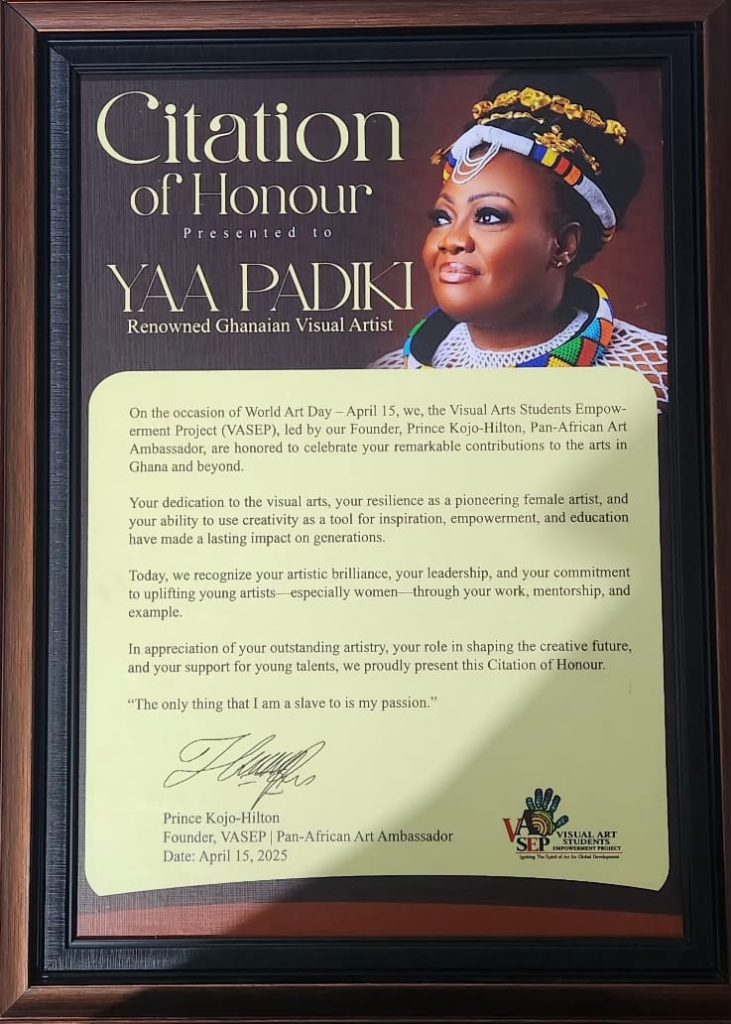 Citation
of Honour
Presented to
YAA PADIKI
Renowned Ghanaian Visual Artist
On the occasion of World Art Day – April 15, we, the Visual Arts Students Empow-
erment Project (VASEP), led by our Founder, Prince Kojo-Hilton, Pan-African Art
Ambassador, are honored to celebrate your remarkable contributions to the arts in
Ghana and beyond.
Your dedication to the visual arts, your resilience as a pioneering female artist, and
your ability to use creativity as a tool for inspiration, empowerment, and education
have made a lasting impact on generations.
Today, we recognize your artistic brilliance, your leadership, and your commitment
to uplifting young artists—especially women—through your work, mentorship, and
example.
In appreciation of your outstanding artistry, your role in shaping the creative future,
and your support for young talents, we proudly present this Citation of Honour.
“The only thing that I am a slave to is my passion.”
Prince Kojo-Hilton
Founder, VASEP | Pan-African Art Ambassador
Date: April 15, 2025
VASEP
VISUAL ART
STUDENTS
EMPOWERMENT PROJECT
Igniting The Spirit of Art for Global Development